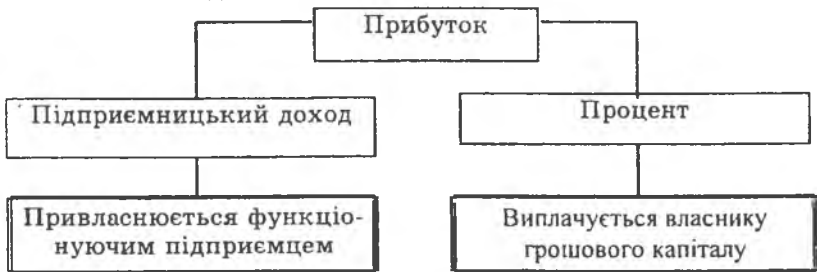 Прибуток
Підприємницький доход
Процент
Привласнюється функціо-
нуючим підприємцем
Виплачується власнику
грошового капіталу